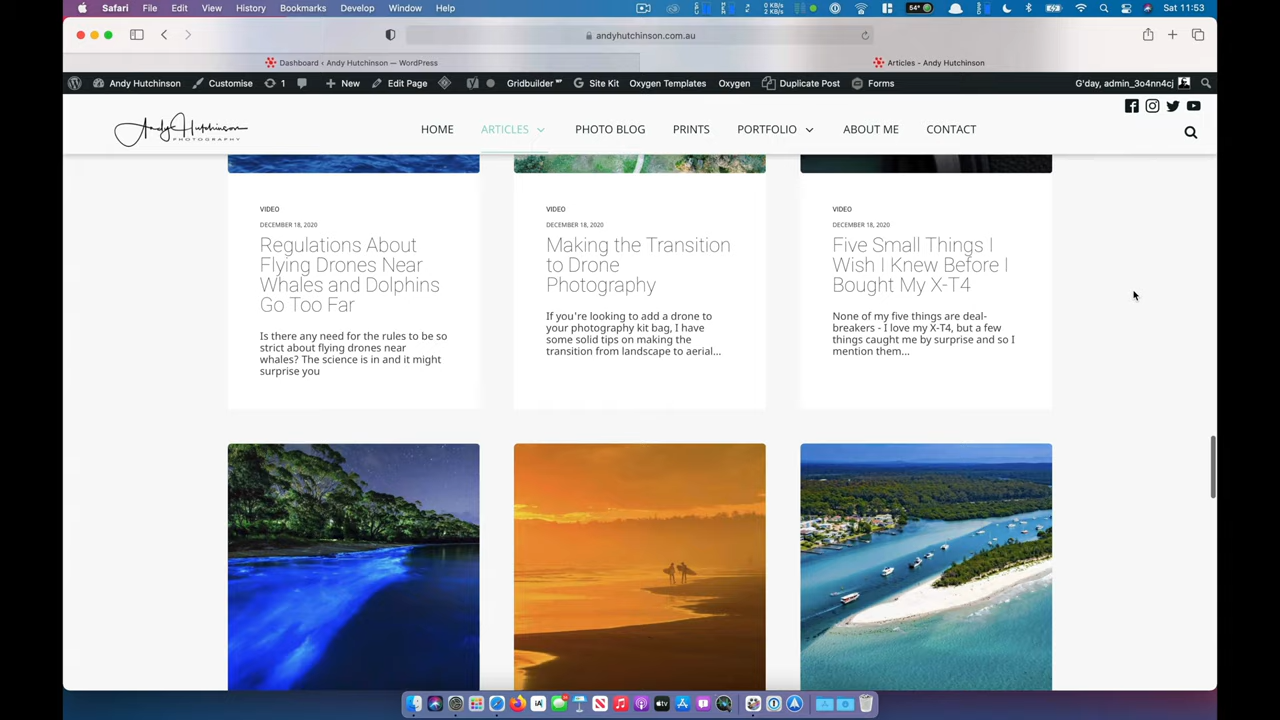 Safari File Edit View History Bookmarks Develop Window Help
0 KB/s
0 KB/s
54°
Sat 11:53
andyhutchinson.com.au
Dashboard ‹ Andy Hutchinson — WordPress
Articles - Andy Hutchinson
Andy Hutchinson Customise 1 New Edit Page Gridbuilder Site Kit Oxygen Templates Oxygen Duplicate Post Forms G'day, admin_3o4nn4cj
Andy Hutchinson
PHOTOGRAPHY
HOME ARTICLES PHOTO BLOG PRINTS PORTFOLIO ABOUT ME CONTACT
VIDEO
DECEMBER 18, 2020
Regulations About
Flying Drones Near
Whales and Dolphins
Go Too Far
Is there any need for the rules to be so
strict about flying drones near
whales? The science is in and it might
surprise you
VIDEO
DECEMBER 18, 2020
Making the Transition
to Drone
Photography
If you're looking to add a drone to
your photography kit bag, I have
some solid tips on making the
transition from landscape to aerial...
VIDEO
DECEMBER 18, 2020
Five Small Things I
Wish I Knew Before I
Bought My X-T4
None of my five things are deal-
breakers - I love my X-T4, but a few
things caught me by surprise and so I
mention them...